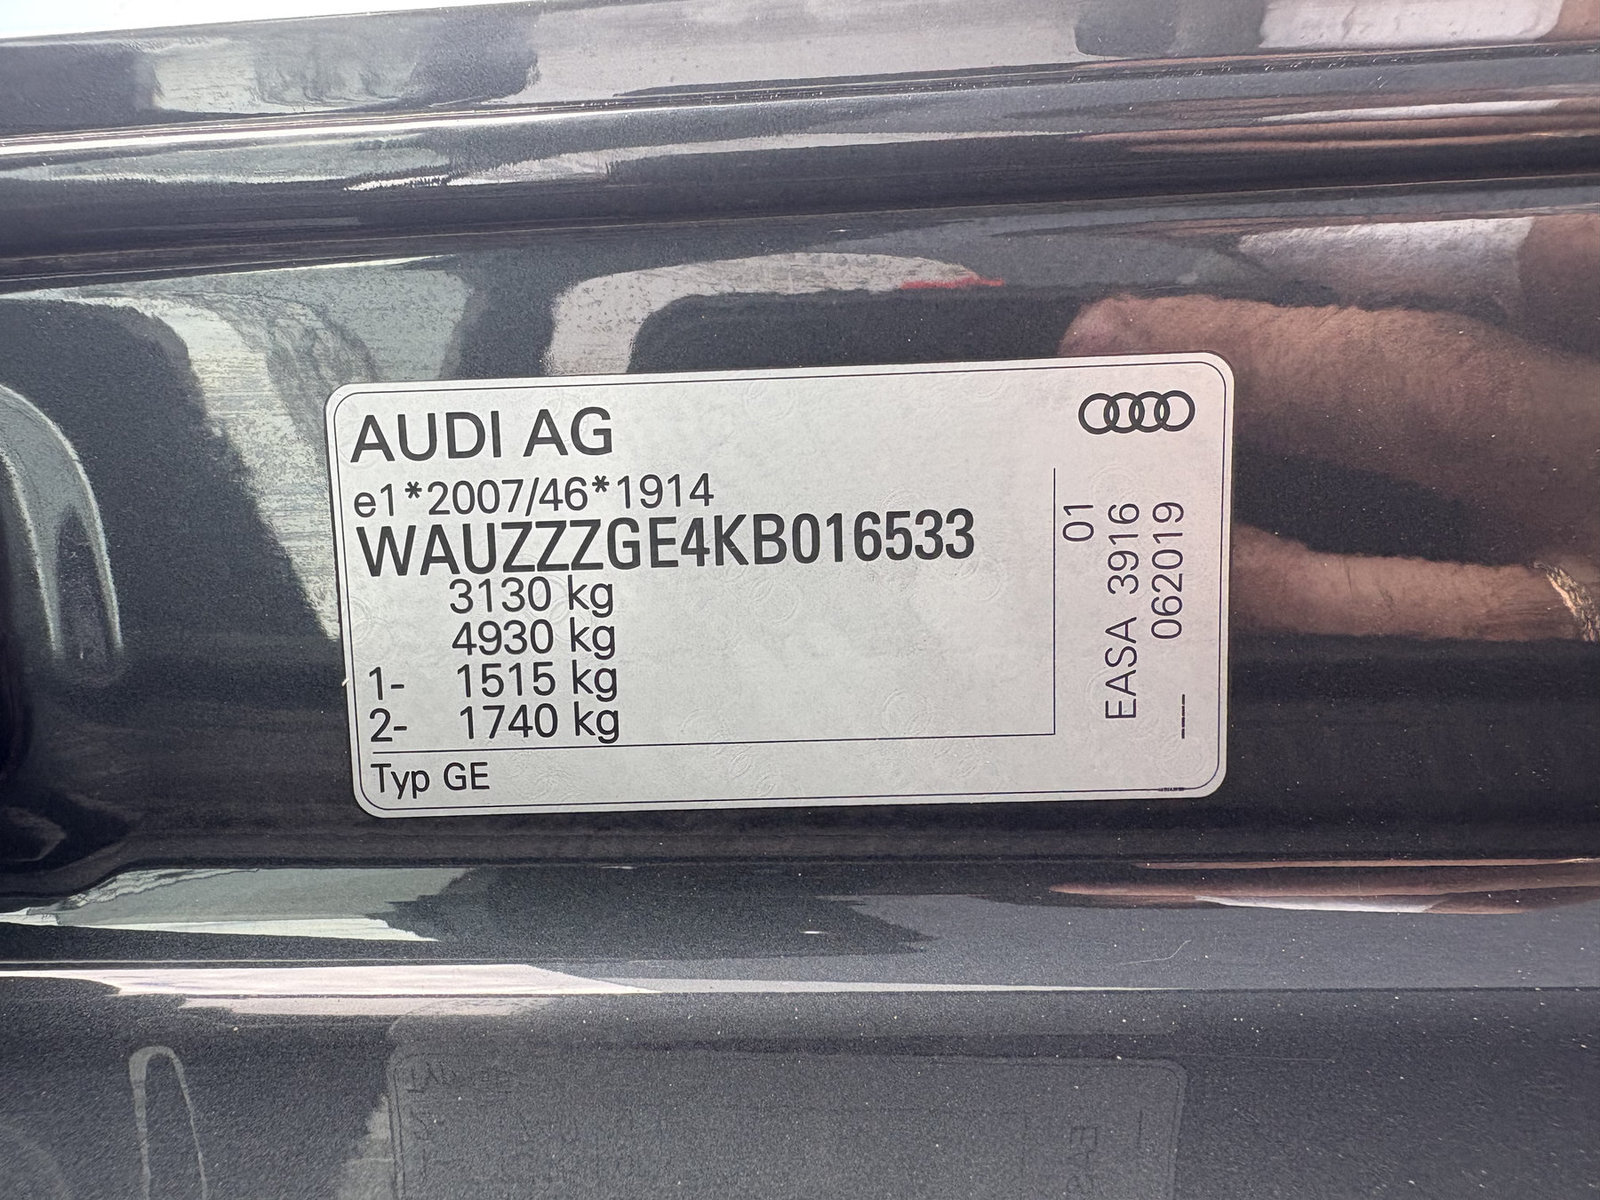 AUDI AG
e1*2007/46*1914
WAUZZZGE4KB016533
3130 kg
4930 kg
1- 1515 kg
2- 1740 kg
Typ GE
01
EASA 3916
062019